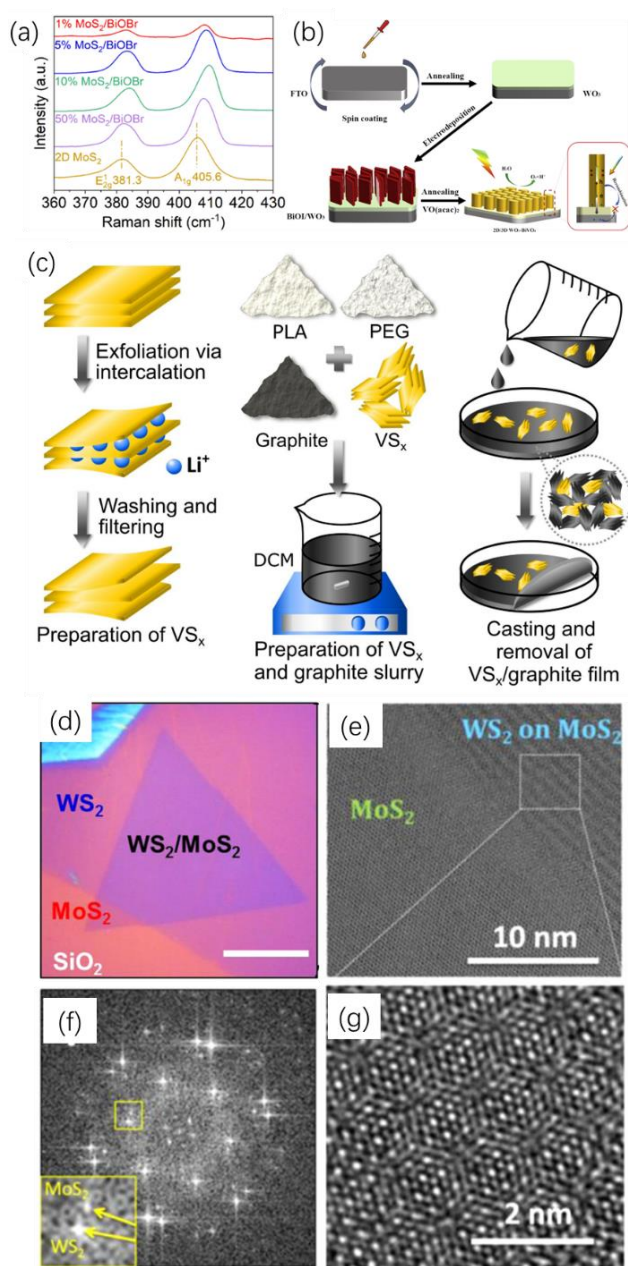 (a)
1% MoS₂/BiOBr
5% MoS₂/BiOBr
10% MoS₂/BiOBr
50% MoS₂/BiOBr
2D MoS₂
E¹₂g381.3
A₁g405.6
Intensity (a.u.)
360 370 380 390 400 410 420 430
Raman shift (cm⁻¹)
(b)
FTO
Spin coating
Annealing
WO₃
Electrodeposition
BiOI/WO₃
Annealing
VO(acac)₂
H₂O
(c)
Exfoliation via
intercalation
Li⁺
Washing and
filtering
Preparation of VSₓ
PLA
PEG
Graphite
VSₓ
DCM
Preparation of VSₓ
and graphite slurry
Casting and
removal of
VSₓ/graphite film
(d)
WS₂
WS₂/MoS₂
MoS₂
SiO₂
(e)
WS₂ on MoS₂
MoS₂
10 nm
(f)
MoS₂
WS₂
(g)
2 nm